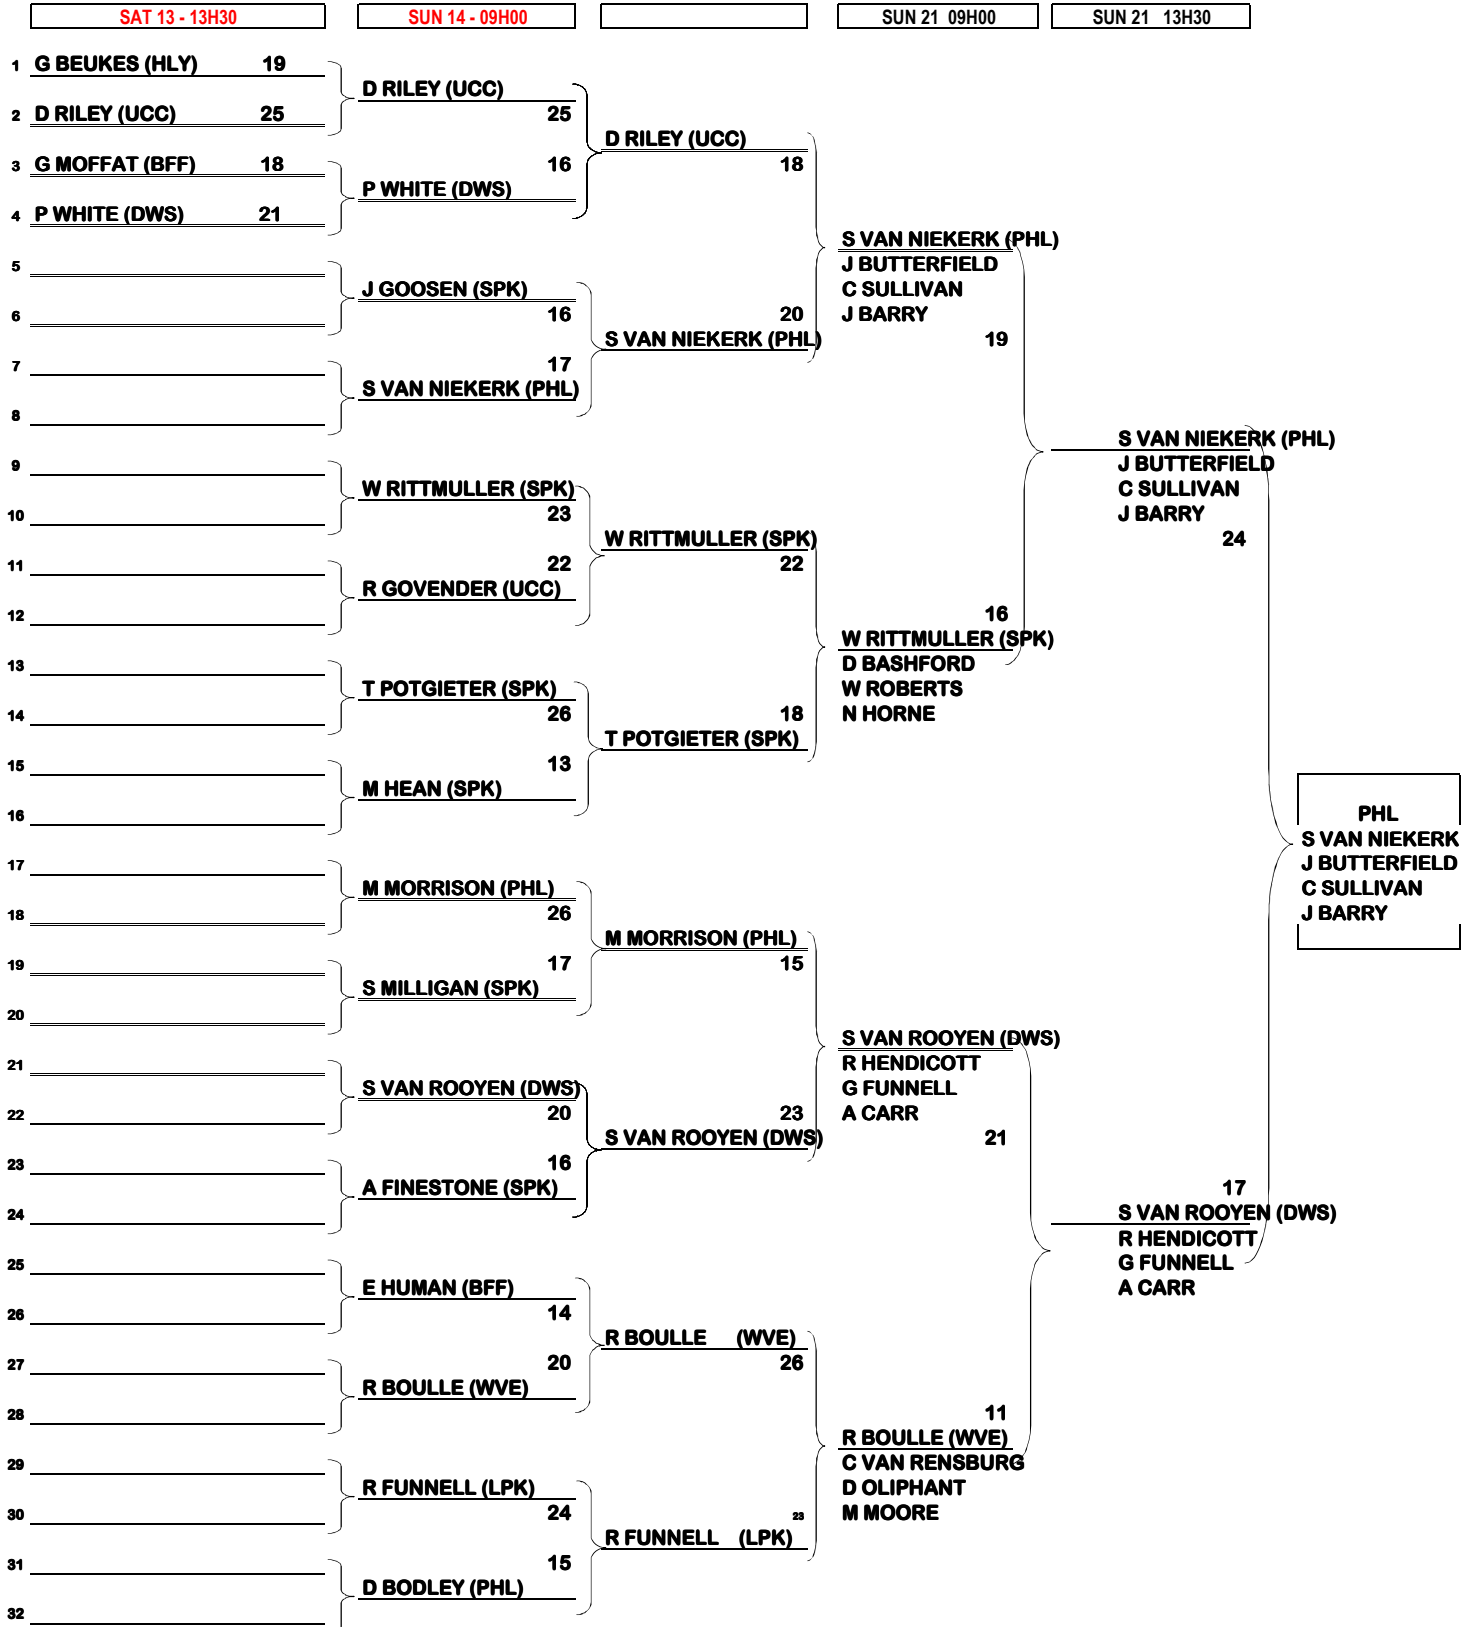 SAT 13 - 13H30
SUN 14 - 09H00
SUN 21 09H00
SUN 21 13H30
1 G BEUKES (HLY) 19
2 D RILEY (UCC) 25
3 G MOFFAT (BFF) 18
4 P WHITE (DWS) 21
5
6
7
8
9
10
11
12
13
14
15
16
17
18
19
20
21
22
23
24
25
26
27
28
29
30
31
32
D RILEY (UCC)
25
16
P WHITE (DWS)
J GOOSEN (SPK)
16
17
S VAN NIEKERK (PHL)
W RITTMULLER (SPK)
23
22
R GOVENDER (UCC)
T POTGIETER (SPK)
26
13
M HEAN (SPK)
M MORRISON (PHL)
26
17
S MILLIGAN (SPK)
S VAN ROOYEN (DWS)
20
16
A FINESTONE (SPK)
E HUMAN (BFF)
14
20
R BOULLE (WVE)
R FUNNELL (LPK)
24
15
D BODLEY (PHL)
D RILEY (UCC)
18
20
S VAN NIEKERK (PHL)
W RITTMULLER (SPK)
22
18
T POTGIETER (SPK)
M MORRISON (PHL)
15
23
S VAN ROOYEN (DWS)
R BOULLE (WVE)
26
23
R FUNNELL (LPK)
S VAN NIEKERK (PHL)
J BUTTERFIELD
C SULLIVAN
J BARRY
19
16
W RITTMULLER (SPK)
D BASHFORD
W ROBERTS
N HORNE
S VAN ROOYEN (DWS)
R HENDICOTT
G FUNNELL
A CARR
21
11
R BOULLE (WVE)
C VAN RENSBURG
D OLIPHANT
M MOORE
S VAN NIEKERK (PHL)
J BUTTERFIELD
C SULLIVAN
J BARRY
24
17
S VAN ROOYEN (DWS)
R HENDICOTT
G FUNNELL
A CARR
PHL
S VAN NIEKERK
J BUTTERFIELD
C SULLIVAN
J BARRY